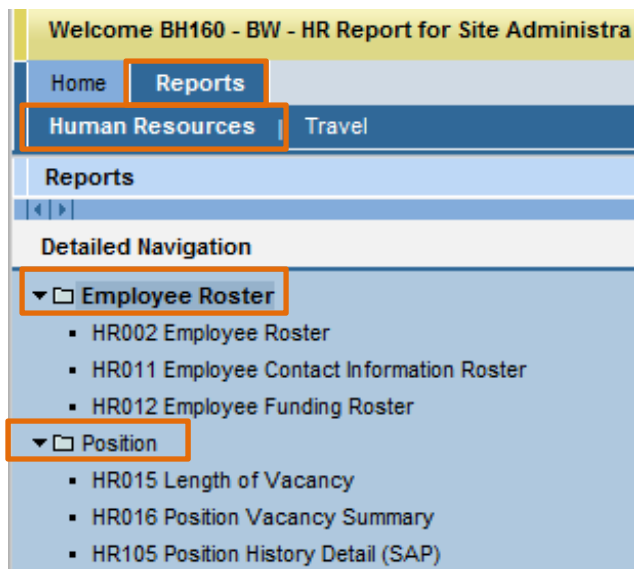 Welcome BH160 - BW - HR Report for Site Administra
Home Reports
Human Resources | Travel
Reports
Detailed Navigation
Employee Roster
HR002 Employee Roster
HR011 Employee Contact Information Roster
HR012 Employee Funding Roster
Position
HR015 Length of Vacancy
HR016 Position Vacancy Summary
HR105 Position History Detail (SAP)